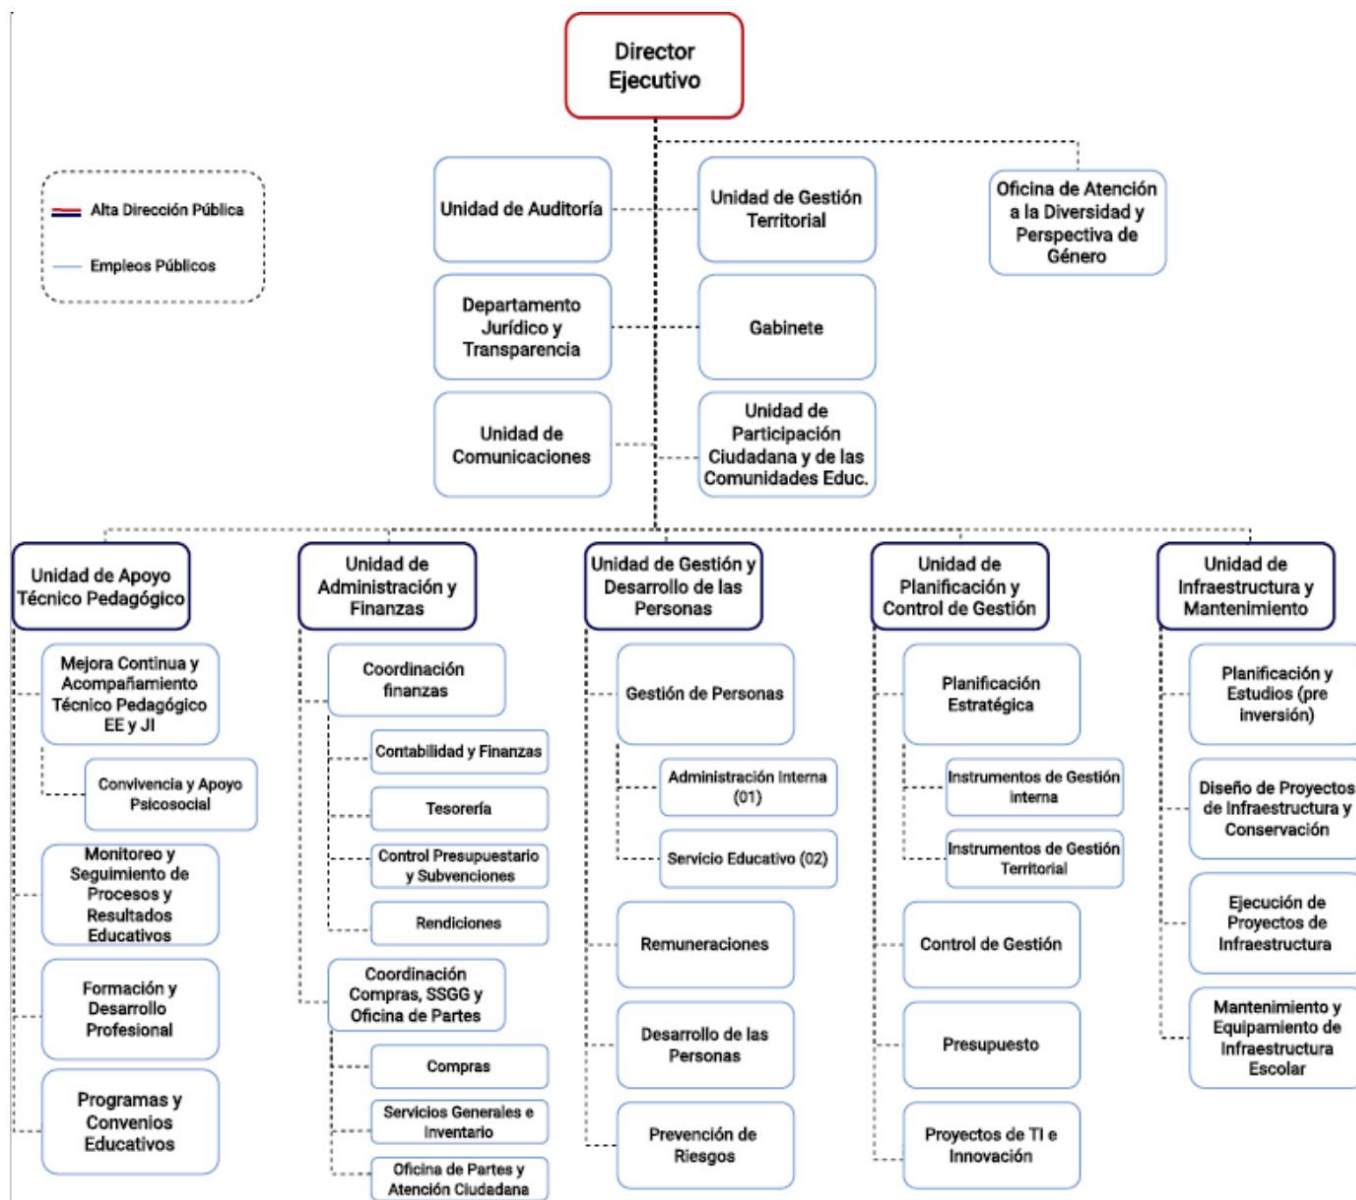 Director
Ejecutivo
Alta Dirección Pública
Empleos Públicos
Unidad de Auditoría
Unidad de Gestión
Territorial
Oficina de Atención
a la Diversidad y
Perspectiva de
Género
Departamento
Jurídico y
Transparencia
Gabinete
Unidad de
Comunicaciones
Unidad de
Participación
Ciudadana y de las
Comunidades Educ.
Unidad de Apoyo
Técnico Pedagógico
Mejora Continua y
Acompañamiento
Técnico Pedagógico
EE y JI
Convivencia y Apoyo
Psicosocial
Monitoreo y
Seguimiento de
Procesos y
Resultados
Educativos
Formación y
Desarrollo
Profesional
Programas y
Convenios
Educativos
Unidad de
Administración y
Finanzas
Coordinación
finanzas
Contabilidad y Finanzas
Tesorería
Control Presupuestario
y Subvenciones
Rendiciones
Coordinación
Compras, SSGG y
Oficina de Partes
Compras
Servicios Generales e
Inventario
Oficina de Partes y
Atención Ciudadana
Unidad de Gestión y
Desarrollo de las
Personas
Gestión de Personas
Administración Interna
(01)
Servicio Educativo (02)
Remuneraciones
Desarrollo de las
Personas
Prevención de
Riesgos
Unidad de
Planificación y
Control de Gestión
Planificación
Estratégica
Instrumentos de Gestión
interna
Instrumentos de Gestión
Territorial
Control de Gestión
Presupuesto
Proyectos de TI e
Innovación
Unidad de
Infraestructura y
Mantenimiento
Planificación y
Estudios (pre
inversión)
Diseño de Proyectos
de Infraestructura y
Conservación
Ejecución de
Proyectos de
Infraestructura
Mantenimiento y
Equipamiento de
Infraestructura
Escolar